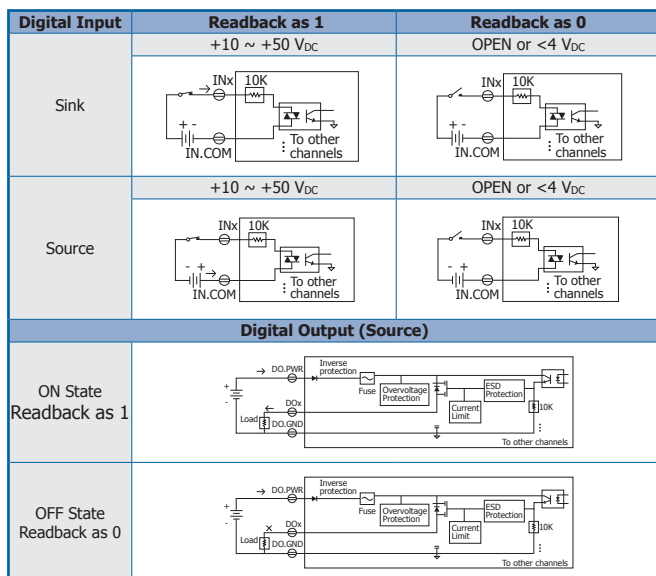 Digital Input Readback as 1 Readback as 0
Sink
+10 ~ +50 VDC OPEN or <4 VDC
INx 10K
+ -
IN.COM
To other
channels
INx 10K
+ -
IN.COM
To other
channels
Source
+10 ~ +50 VDC OPEN or <4 VDC
INx 10K
- +
IN.COM
To other
channels
INx 10K
- +
IN.COM
To other
channels
Digital Output (Source)
ON State
Readback as 1
DO.PWR
Inverse
protection
+
-
Fuse
Overvoltage
Protection
Current
Limit
ESD
Protection
10K
DOx
Load
DO.GND
To other channels
OFF State
Readback as 0
DO.PWR
Inverse
protection
+
-
Fuse
Overvoltage
Protection
Current
Limit
ESD
Protection
10K
DOx
Load
DO.GND
To other channels